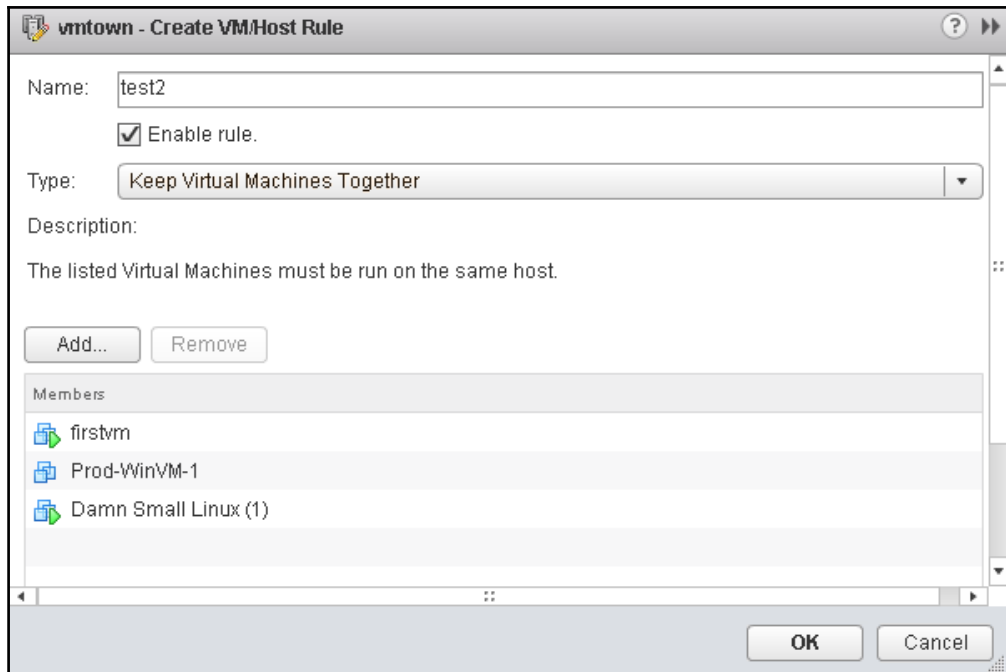 vmtown - Create VM/Host Rule ?
Name: test2
Enable rule.
Type: Keep Virtual Machines Together
Description:
The listed Virtual Machines must be run on the same host.
Add... Remove
Members
firstvm
Prod-WinVM-1
Damn Small Linux (1)
OK Cancel